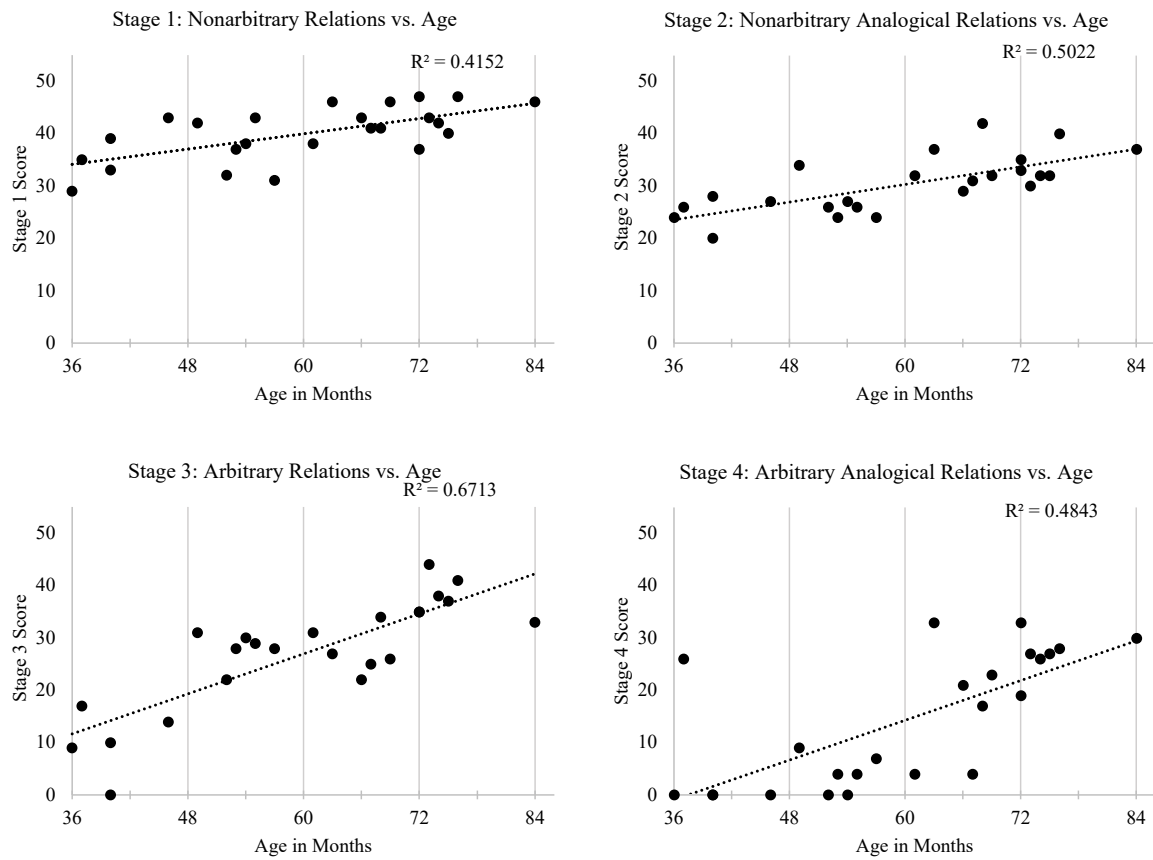 Stage 1: Nonarbitrary Relations vs. Age
R² = 0.4152
50
40
30
20
10
0
Stage 1 Score
36 48 60 72 84
Age in Months
Stage 2: Nonarbitrary Analogical Relations vs. Age
R² = 0.5022
50
40
30
20
10
0
Stage 2 Score
36 48 60 72 84
Age in Months
Stage 3: Arbitrary Relations vs. Age
R² = 0.6713
50
40
30
20
10
0
Stage 3 Score
36 48 60 72 84
Age in Months
Stage 4: Arbitrary Analogical Relations vs. Age
R² = 0.4843
50
40
30
20
10
0
Stage 4 Score
36 48 60 72 84
Age in Months